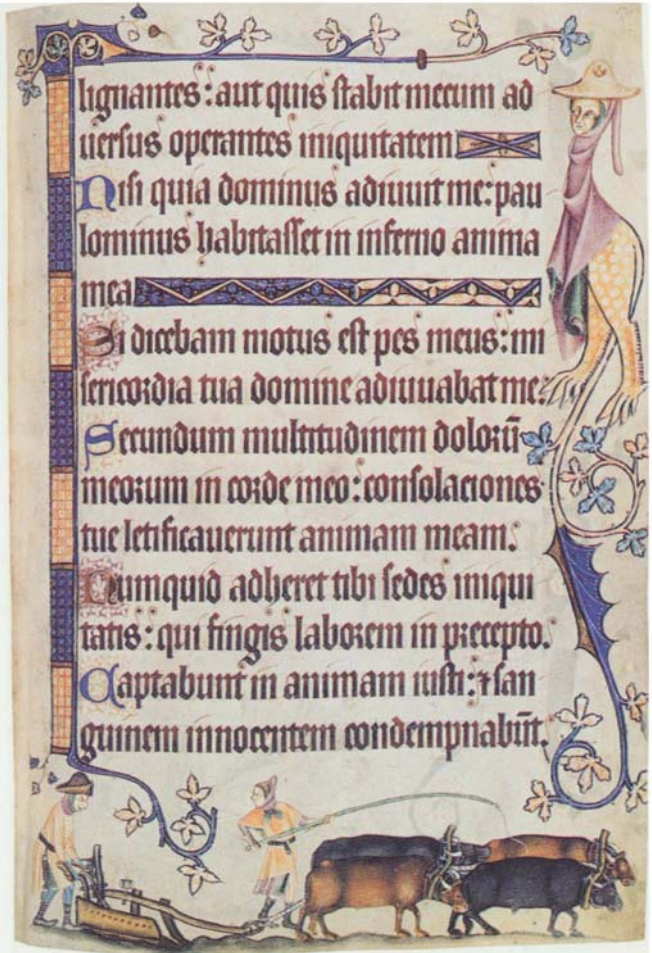 lignantes: aut quis stabit mecum ad
uersus operantes iniquitatem
Nisi quia dominus adiuuit me: pau
lominus habitasset in inferno anima
mea
Si dicebam motus est pes meus: mi
sericordia tua domine adiuuabat me:
Secundum multitudinem dolorū
meorum in corde meo: consolaciones
tue letificauerunt animam meam.
Numquid adheret tibi sedes iniqui
tatis: qui fingis laborem in precepto.
Captabunt in animam iusti: ⁊ san
guinem innocentem condempnabūt.